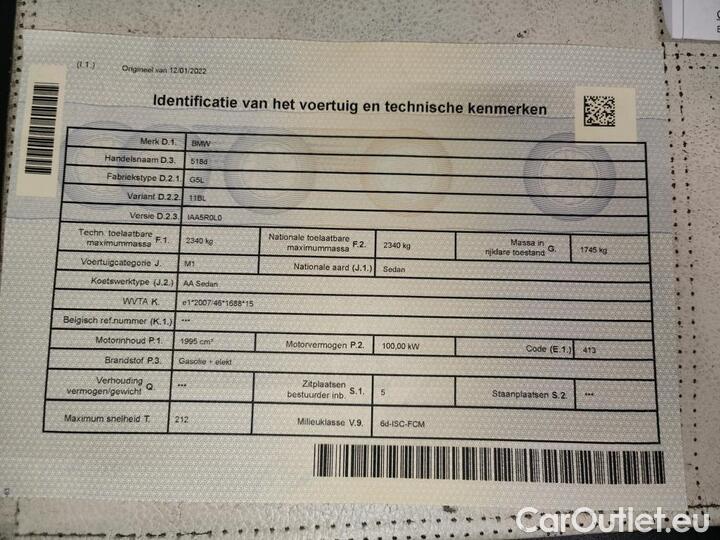 (I.1.) Origineel van 12/01/2022
Identificatie van het voertuig en technische kenmerken
Merk D.1. BMW
Handelsnaam D.3. 518d
Fabriekstype D.2.1. G5L
Variant D.2.2. 11BL
Versie D.2.3. IAA5R0L0
Techn. toelaatbare maximummassa F.1. 2340 kg Nationale toelaatbare maximummassa F.2. 2340 kg Massa in rijklare toestand G. 1745 kg
Voertuigcategorie J. M1 Nationale aard (J.1.) Sedan
Koetswerktype (J.2.) AA Sedan
WVTA K. e1*2007/46*1688*15
Belgisch ref.nummer (K.1.) ***
Motorinhoud P.1. 1995 cm³ Motorvermogen P.2. 100,00 kW Code (E.1.) 413
Brandstof P.3. Gasolie + elekt
Verhouding vermogen/gewicht Q. *** Zitplaatsen bestuurder inb. S.1. 5 Staanplaatsen S.2. ***
Maximum snelheid T. 212 Milieuklasse V.9. 6d-ISC-FCM
CarOutlet.eu